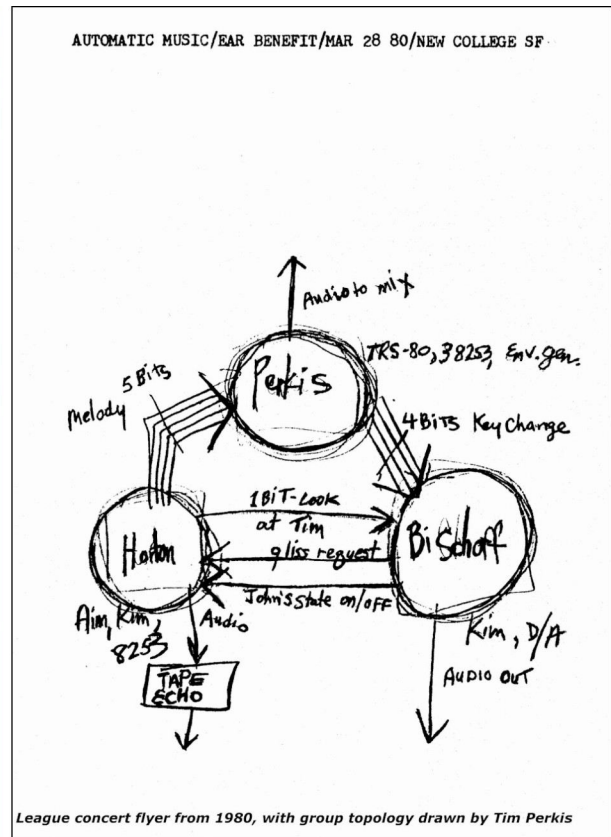 AUTOMATIC MUSIC/EAR BENEFIT/MAR 28 80/NEW COLLEGE SF
Audio to mix
Perkis
TRS-80, 3 8253, Env. gen.
5 Bits
Melody
4 BiTS Key Change
1 BiT-Look
at Tim
Horton
BiSchoff
gliss request
John's State on/off
Aim, Kim,
8253
Audio
Kim, D/A
TAPE
ECHO
AUDIO OUT
League concert flyer from 1980, with group topology drawn by Tim Perkis